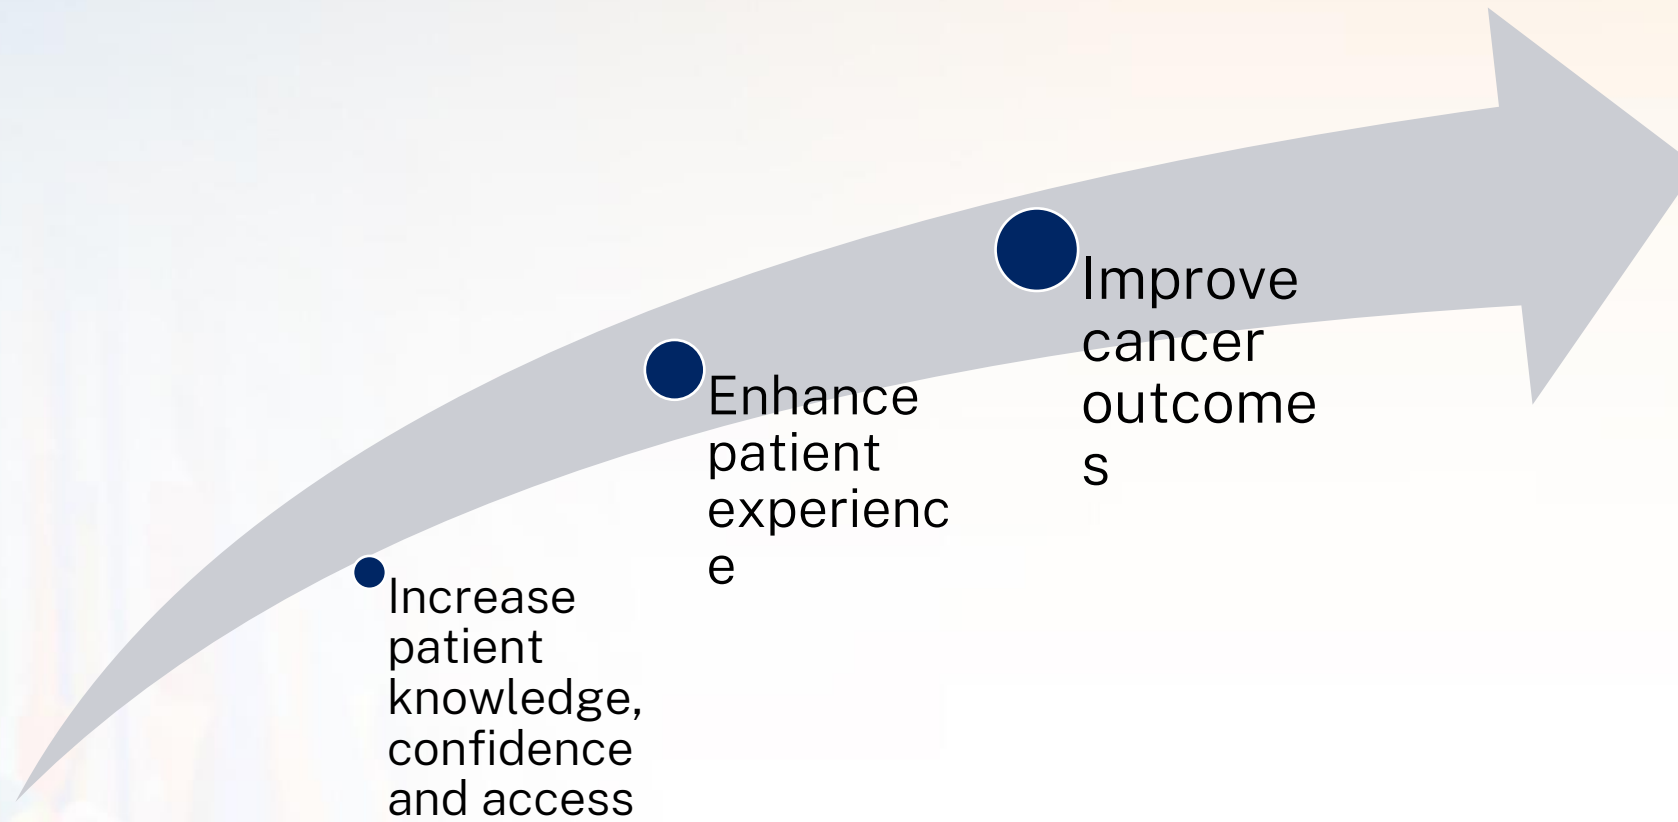 Increase
patient
knowledge,
confidence
and access
Enhance
patient
experienc
e
Improve
cancer
outcome
s